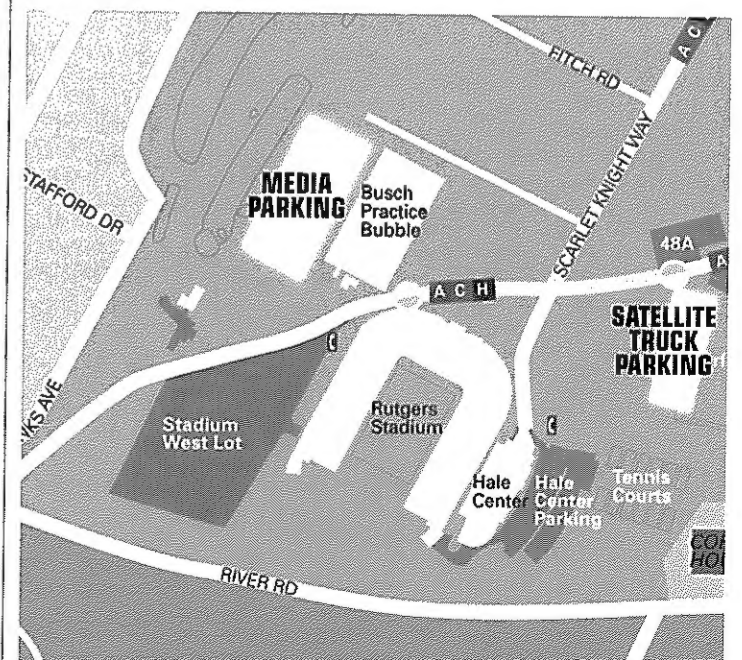 FITCH RD
A C
SCARLET KNIGHT WAY
STAFFORD DR
MEDIA
PARKING
Busch
Practice
Bubble
48A
A C H
A
SATELLITE
TRUCK
PARKING
Stadium
West Lot
Rutgers
Stadium
Hale
Center
Hale
Center
Parking
Tennis
Courts
RIVER RD